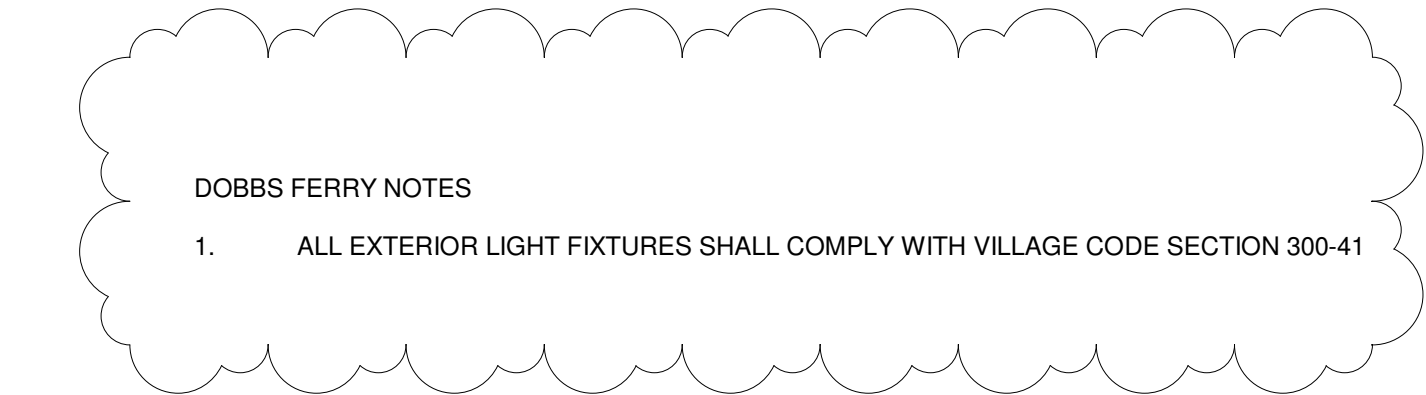 DOBBS FERRY NOTES
1. ALL EXTERIOR LIGHT FIXTURES SHALL COMPLY WITH VILLAGE CODE SECTION 300-41